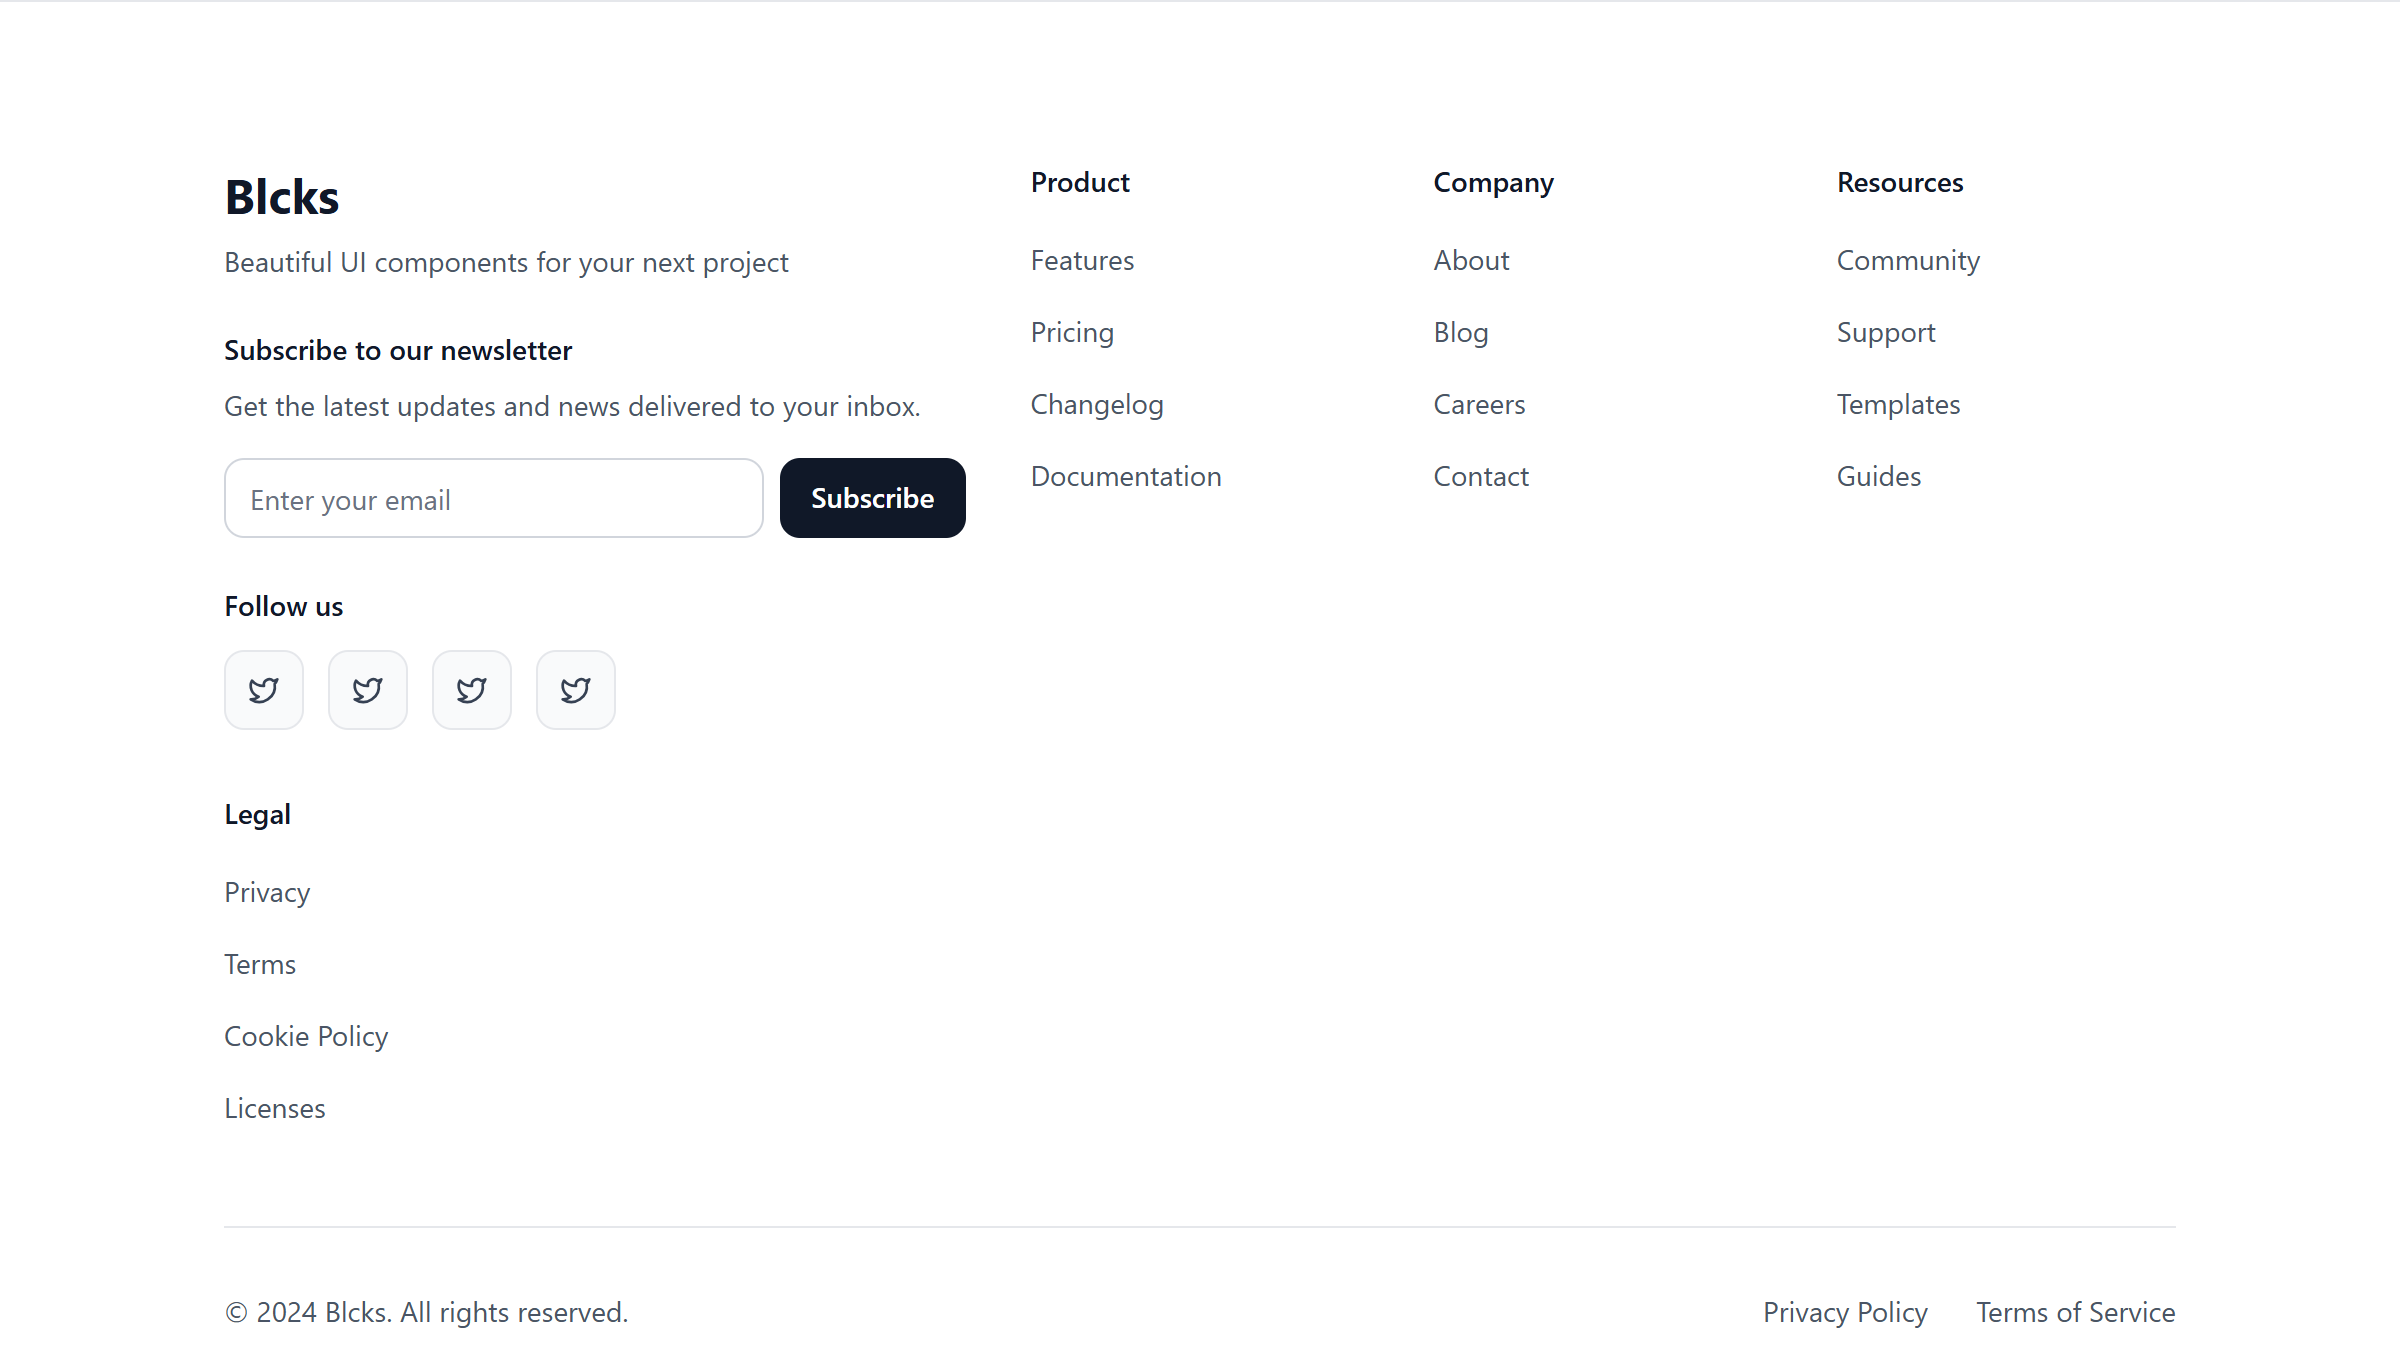 Blcks
Beautiful UI components for your next project
Subscribe to our newsletter
Get the latest updates and news delivered to your inbox.
Enter your email
Subscribe
Follow us
Product
Features
Pricing
Changelog
Documentation
Company
About
Blog
Careers
Contact
Resources
Community
Support
Templates
Guides
Legal
Privacy
Terms
Cookie Policy
Licenses
© 2024 Blcks. All rights reserved.
Privacy Policy
Terms of Service